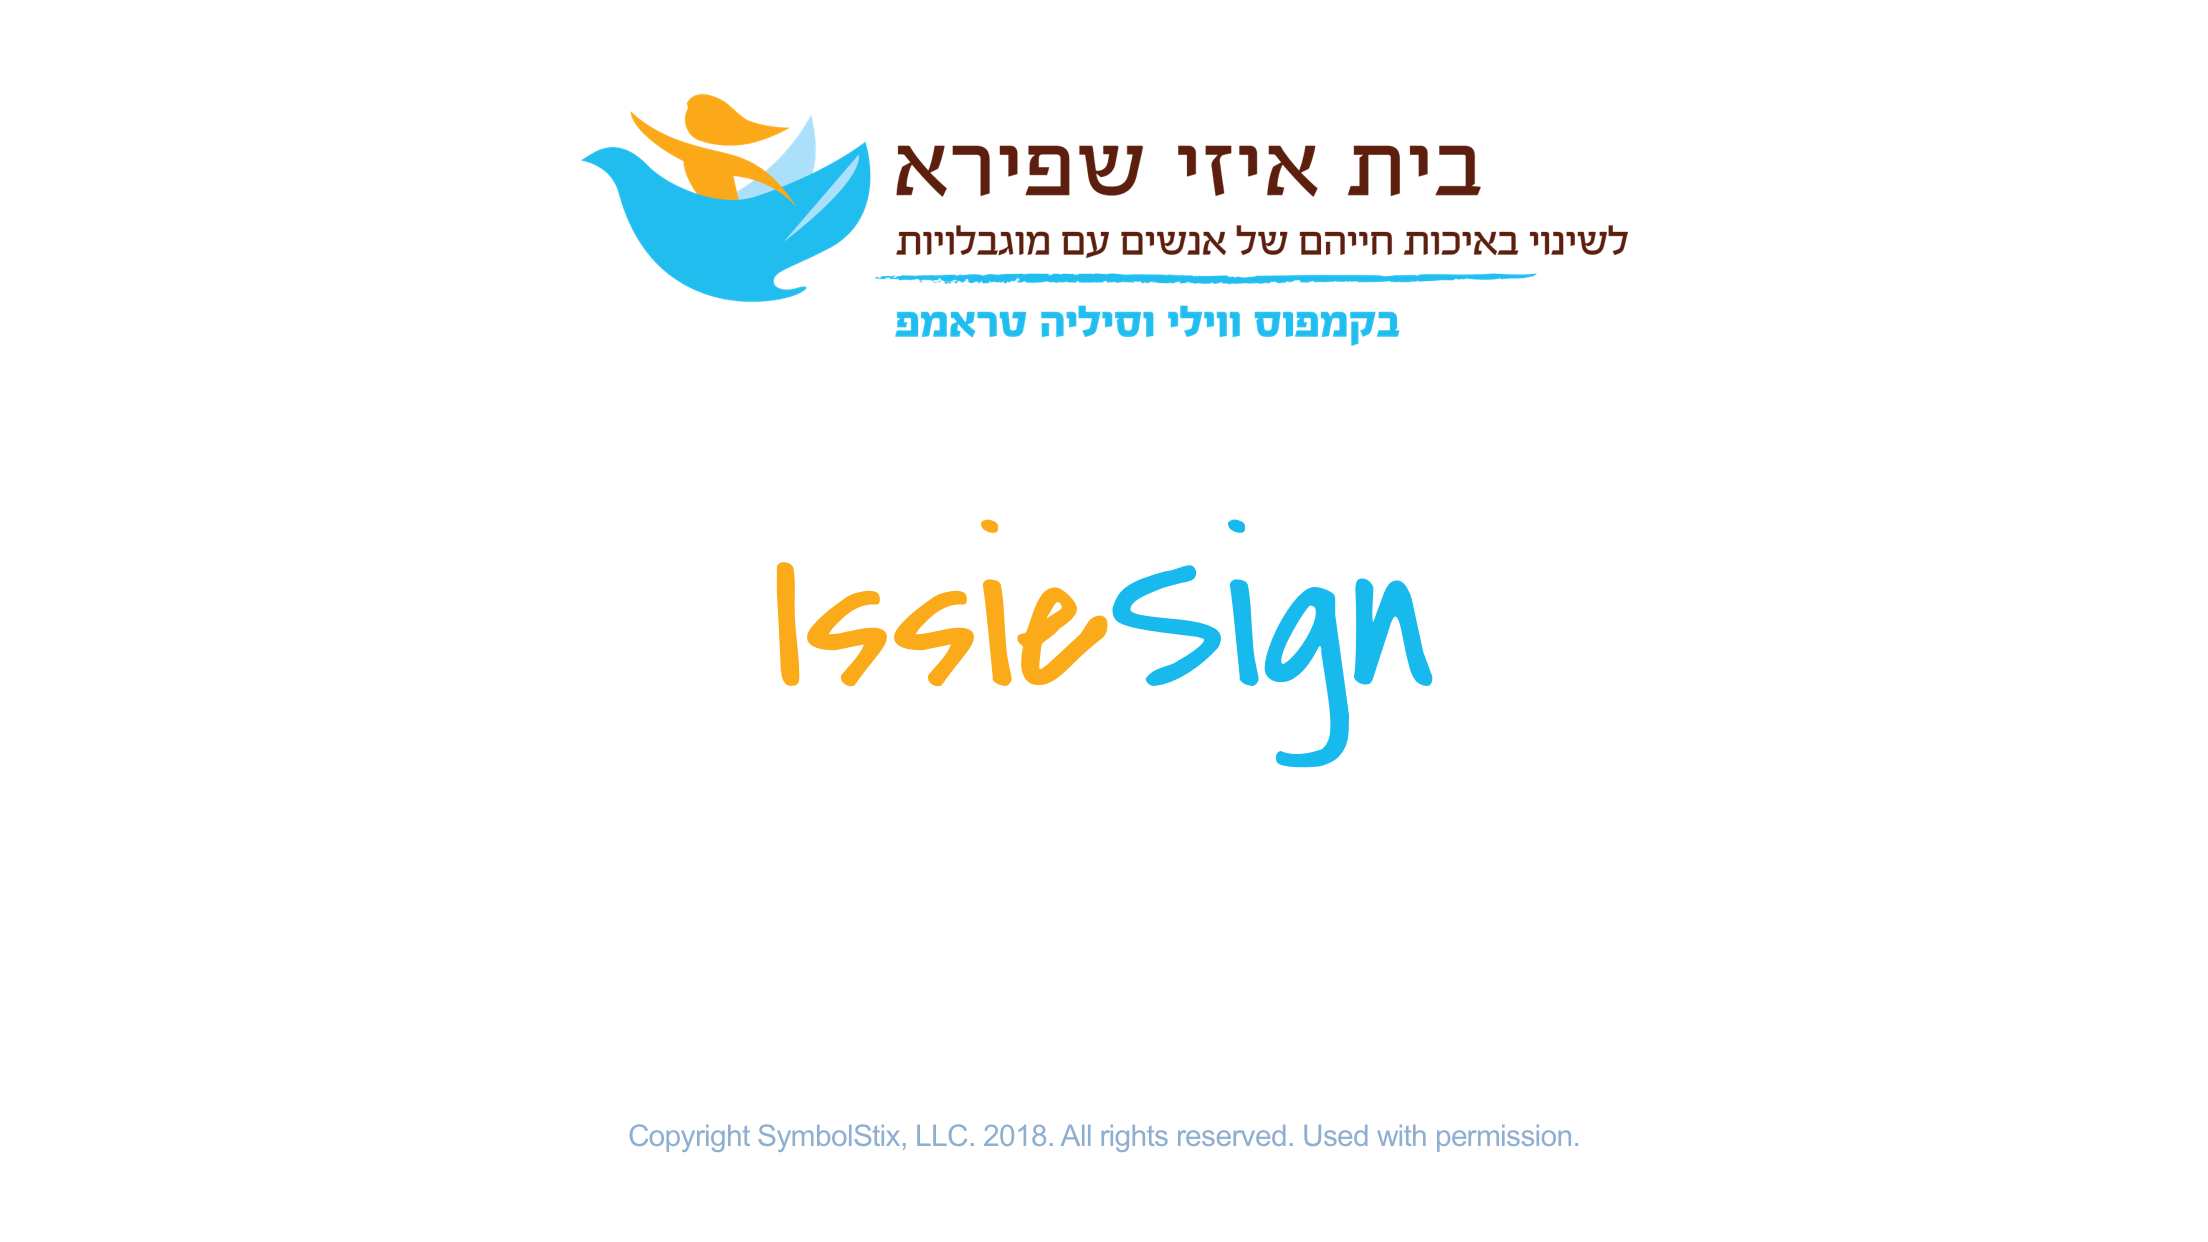 בית איזי שפירא
לשינוי באיכות חייהם של אנשים עם מוגבלויות
בקמפוס ווילי וסיליה טראמפ
IssieSign
Copyright SymbolStix, LLC. 2018. All rights reserved. Used with permission.